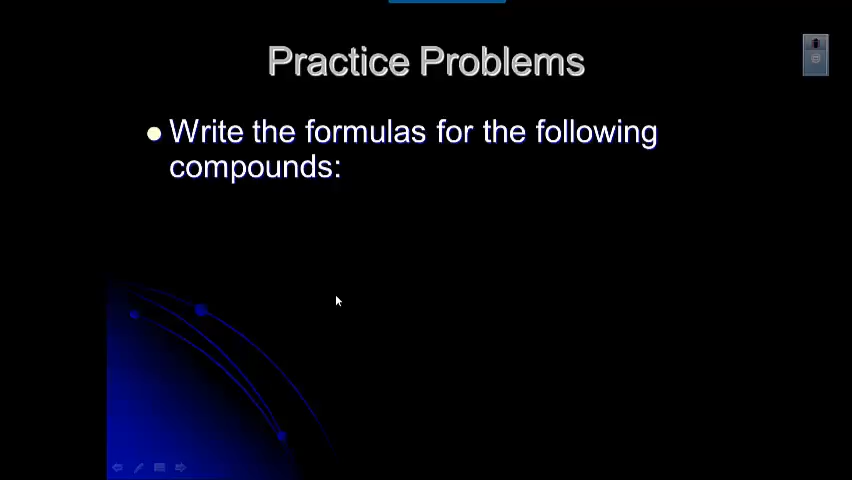 Practice Problems
Write the formulas for the following
compounds: